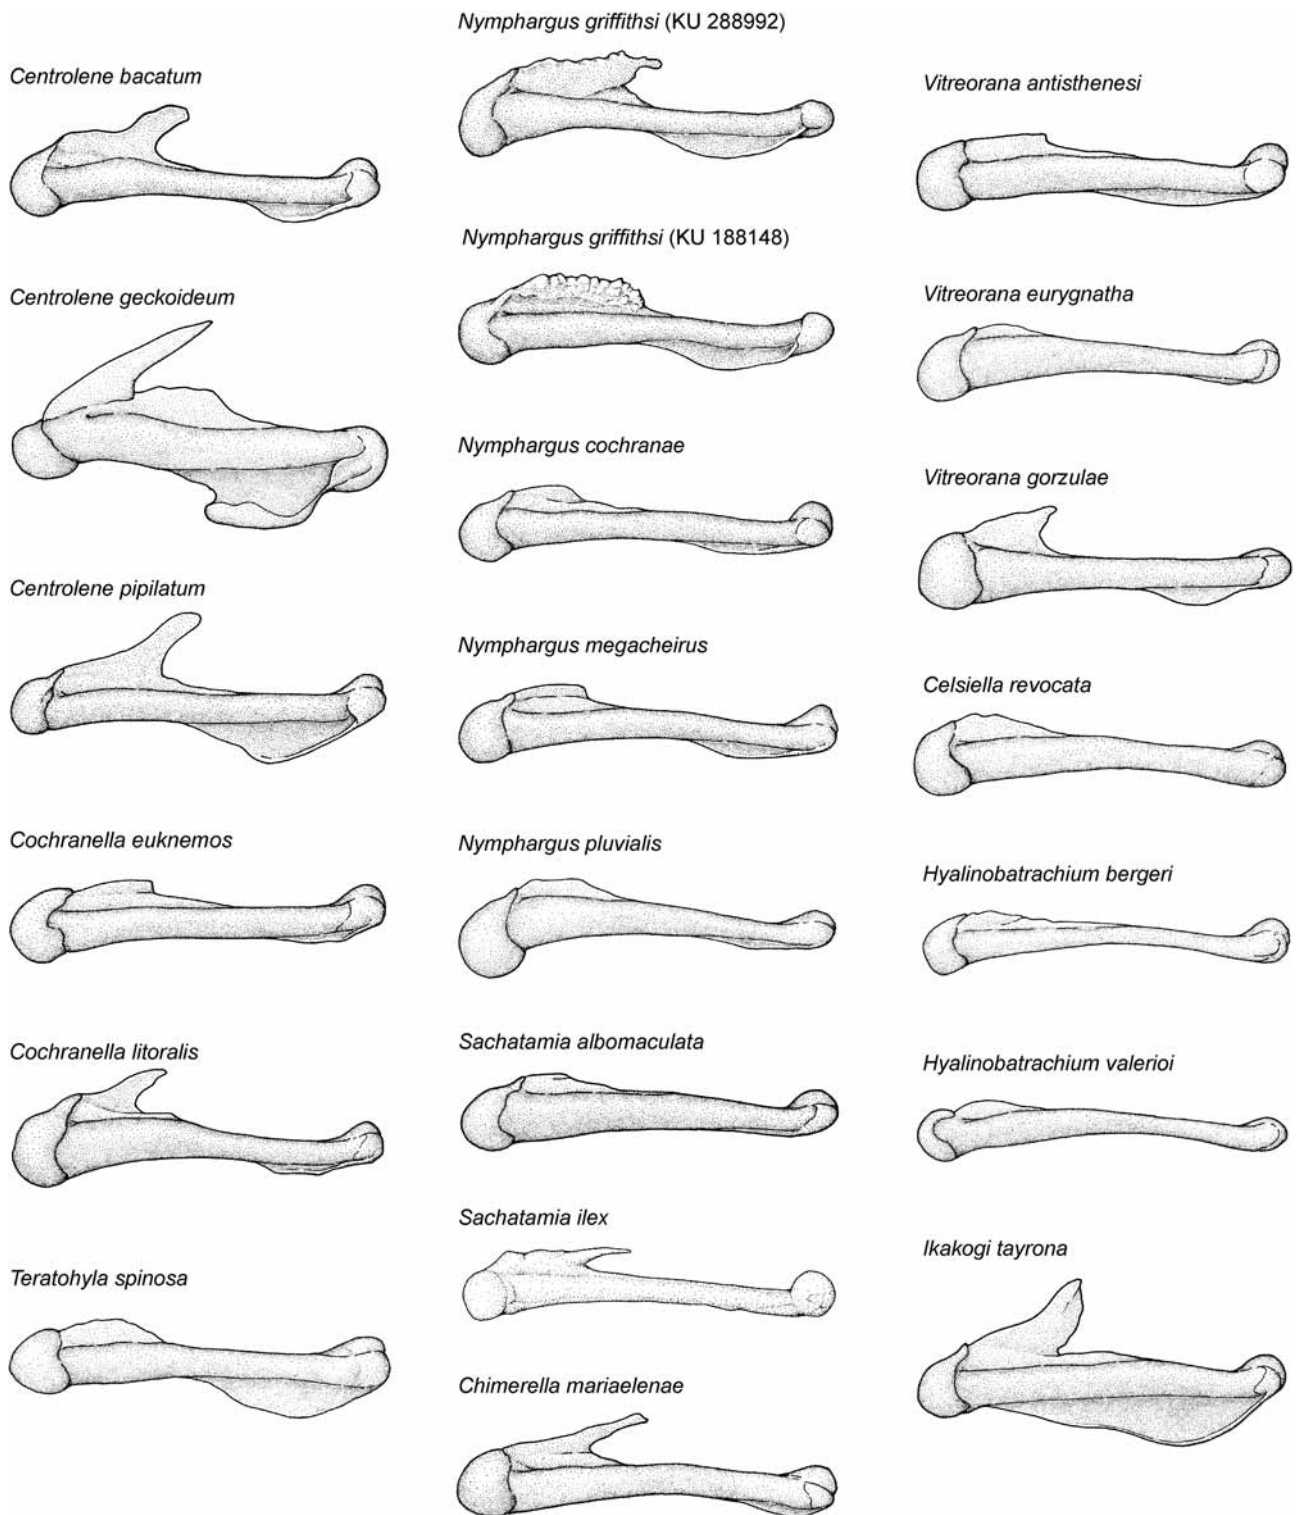 Centrolene bacatum
Centrolene geckoideum
Centrolene pipilatum
Cochranella euknemos
Cochranella litoralis
Teratohyla spinosa
Nymphargus griffithsi (KU 288992)
Nymphargus griffithsi (KU 188148)
Nymphargus cochranae
Nymphargus megacheirus
Nymphargus pluvialis
Sachatamia albomaculata
Sachatamia ilex
Chimerella mariaelenae
Vitreorana antisthenesi
Vitreorana eurygnatha
Vitreorana gorzulae
Celsiella revocata
Hyalinobatrachium bergeri
Hyalinobatrachium valerioi
Ikakogi tayrona